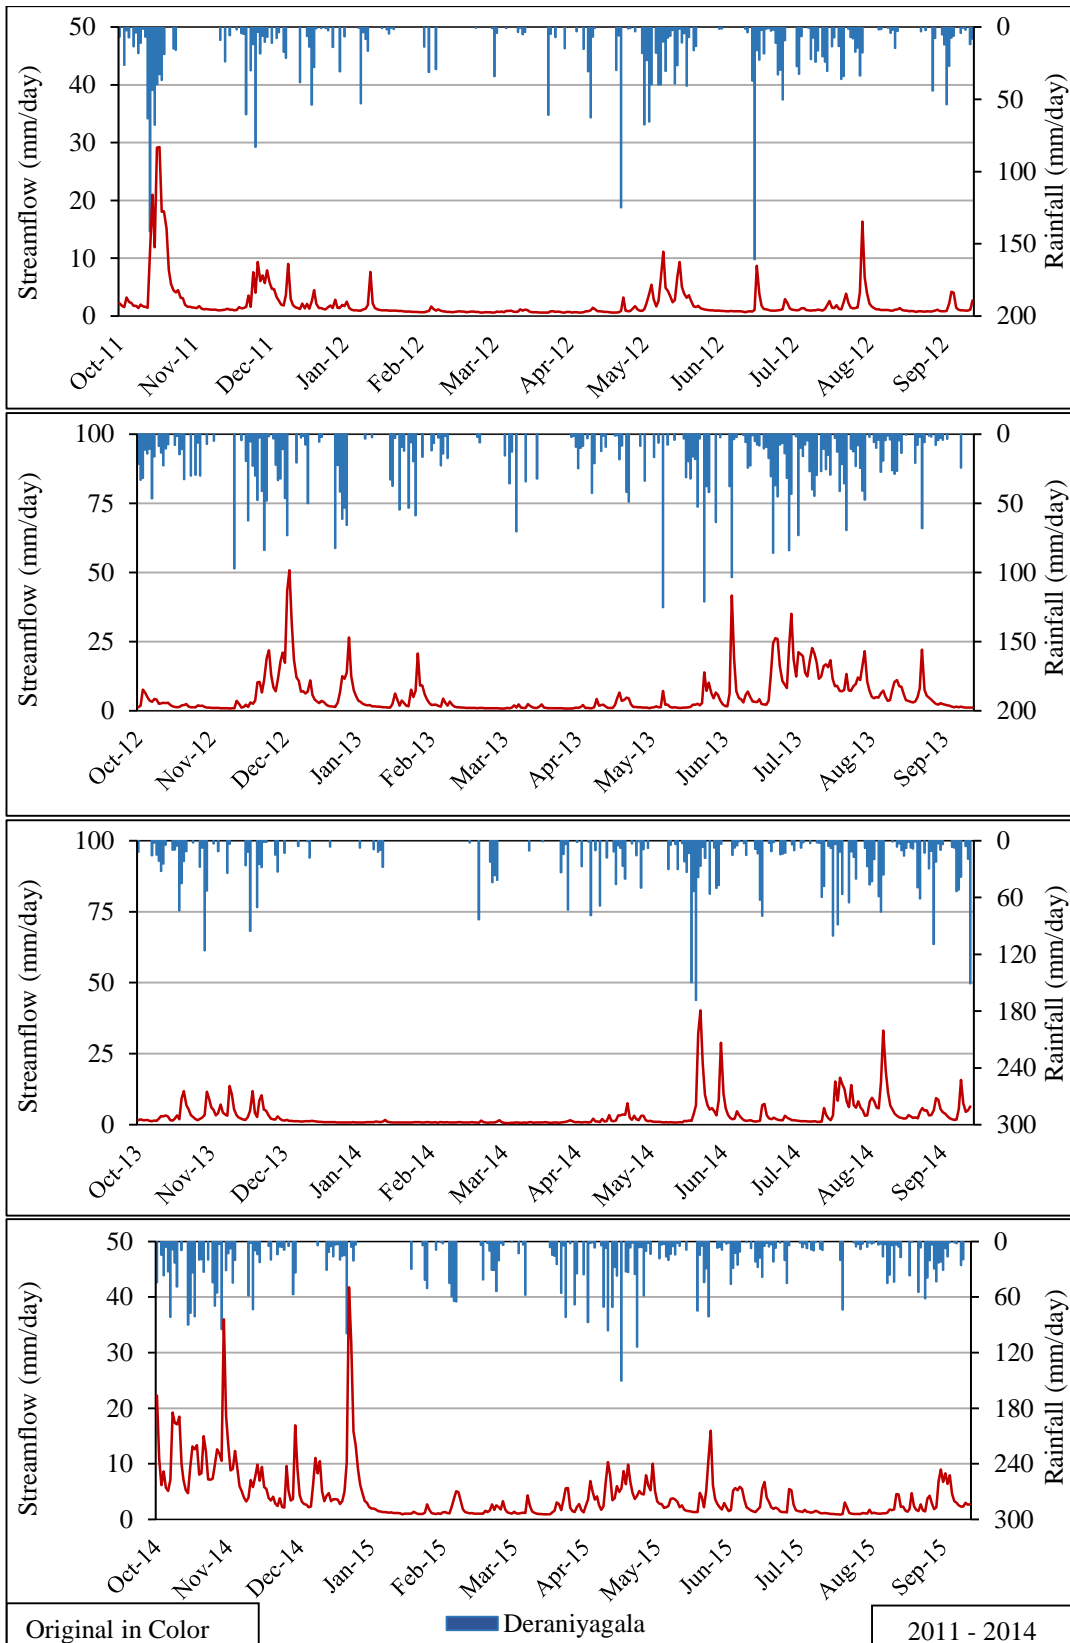 Streamflow (mm/day)
50
40
30
20
10
0
0
50
100
150
200
Rainfall (mm/day)
Oct-11
Nov-11
Dec-11
Jan-12
Feb-12
Mar-12
Apr-12
May-12
Jun-12
Jul-12
Aug-12
Sep-12
Streamflow (mm/day)
100
75
50
25
0
0
50
100
150
200
Rainfall (mm/day)
Oct-12
Nov-12
Dec-12
Jan-13
Feb-13
Mar-13
Apr-13
May-13
Jun-13
Jul-13
Aug-13
Sep-13
Streamflow (mm/day)
100
75
50
25
0
0
60
120
180
240
300
Rainfall (mm/day)
Oct-13
Nov-13
Dec-13
Jan-14
Feb-14
Mar-14
Apr-14
May-14
Jun-14
Jul-14
Aug-14
Sep-14
Streamflow (mm/day)
50
40
30
20
10
0
0
60
120
180
240
300
Rainfall (mm/day)
Oct-14
Nov-14
Dec-14
Jan-15
Feb-15
Mar-15
Apr-15
May-15
Jun-15
Jul-15
Aug-15
Sep-15
Original in Color
Deraniyagala
2011 - 2014